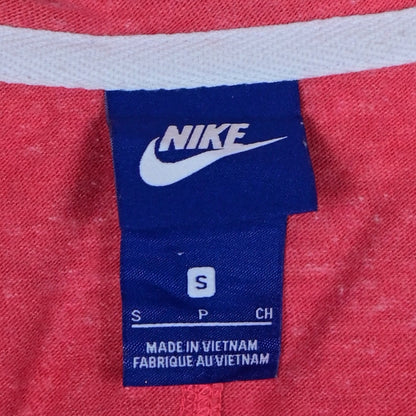 NIKE
S
S P CH
MADE IN VIETNAM
FABRIQUE AU VIETNAM